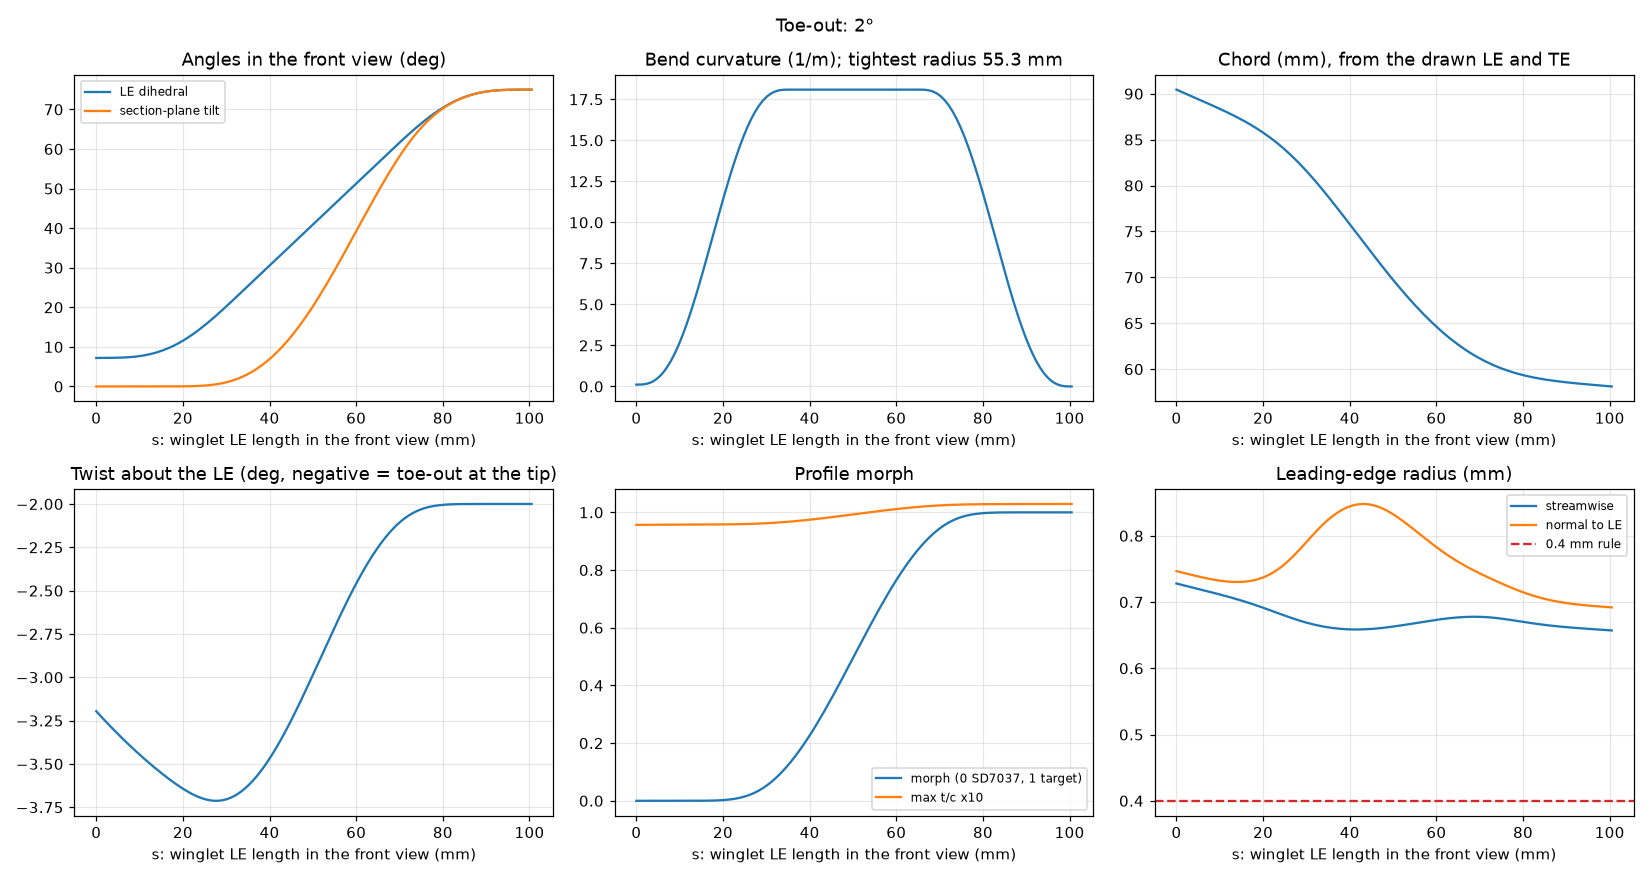 Toe-out: 2°
Angles in the front view (deg)
LE dihedral
section-plane tilt
70
60
50
40
30
20
10
0
0 20 40 60 80 100
s: winglet LE length in the front view (mm)
Bend curvature (1/m); tightest radius 55.3 mm
17.5
15.0
12.5
10.0
7.5
5.0
2.5
0.0
0 20 40 60 80 100
s: winglet LE length in the front view (mm)
Chord (mm), from the drawn LE and TE
90
85
80
75
70
65
60
0 20 40 60 80 100
s: winglet LE length in the front view (mm)
Twist about the LE (deg, negative = toe-out at the tip)
−2.00
−2.25
−2.50
−2.75
−3.00
−3.25
−3.50
−3.75
0 20 40 60 80 100
s: winglet LE length in the front view (mm)
Profile morph
1.0
0.8
0.6
0.4
0.2
0.0
morph (0 SD7037, 1 target)
max t/c x10
0 20 40 60 80 100
s: winglet LE length in the front view (mm)
Leading-edge radius (mm)
streamwise
normal to LE
0.4 mm rule
0.8
0.7
0.6
0.5
0.4
0 20 40 60 80 100
s: winglet LE length in the front view (mm)